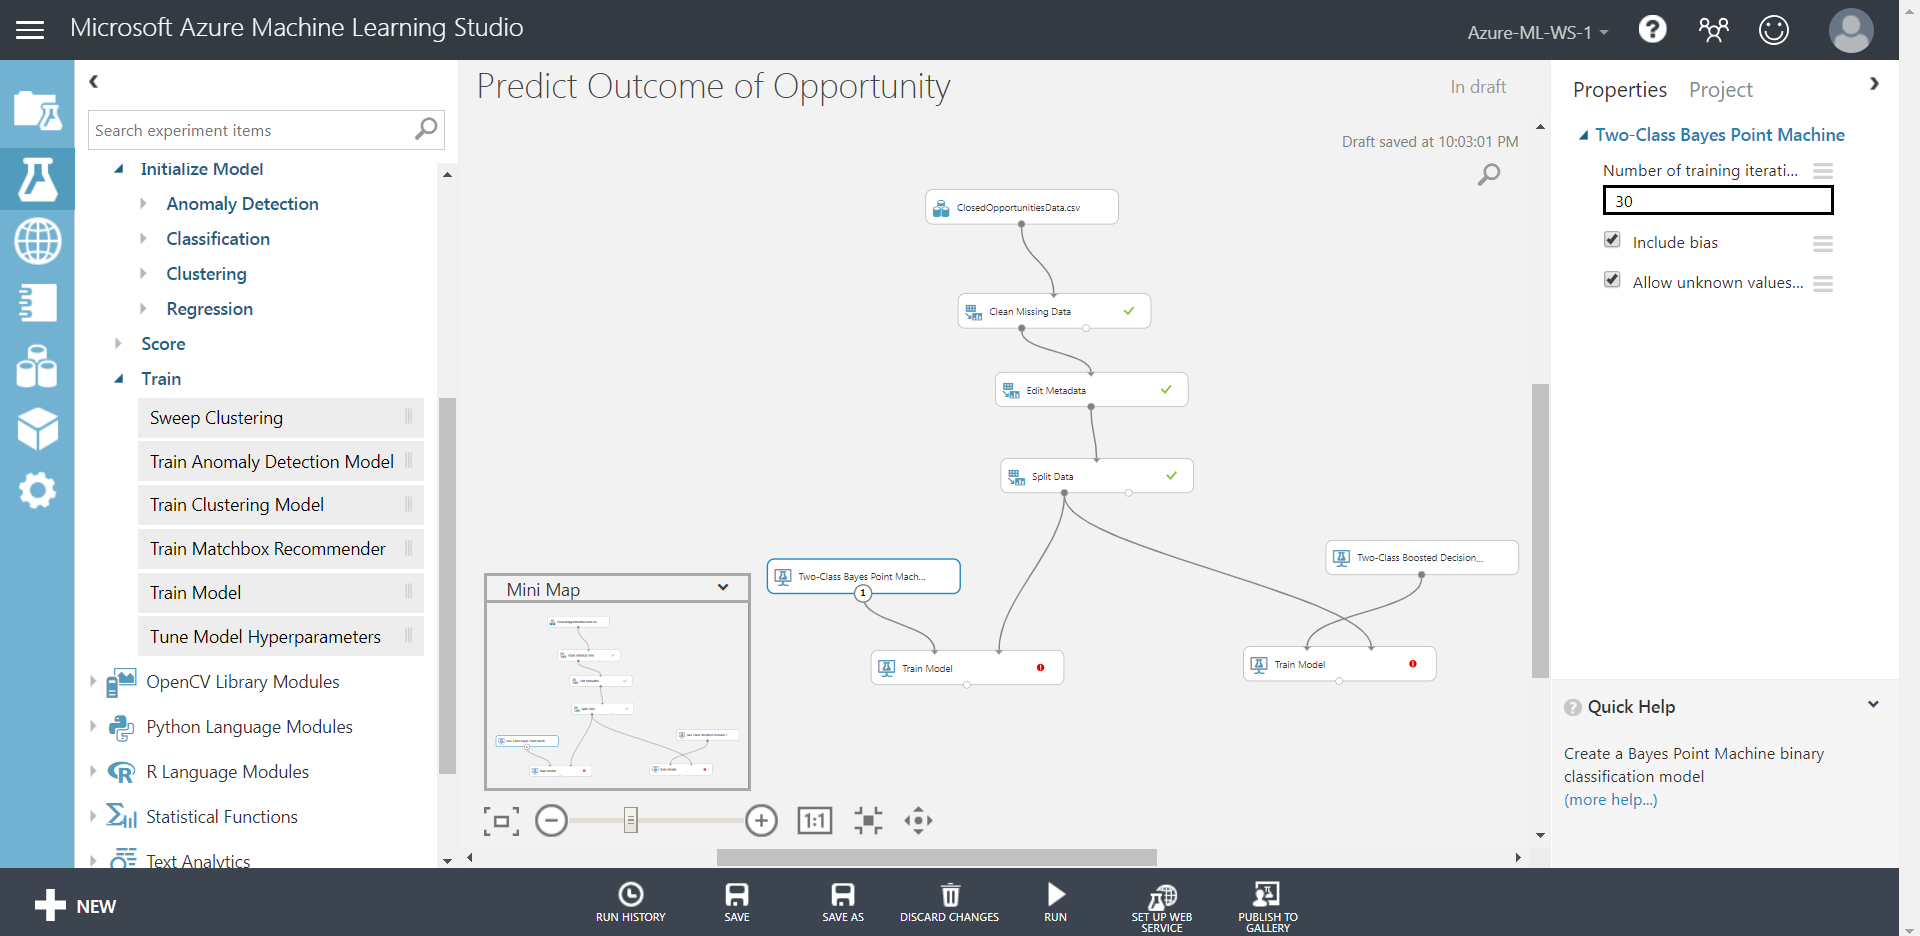 Microsoft Azure Machine Learning Studio
Azure-ML-WS-1
?
Search experiment items
Initialize Model
Anomaly Detection
Classification
Clustering
Regression
Score
Train
Sweep Clustering
Train Anomaly Detection Model
Train Clustering Model
Train Matchbox Recommender
Train Model
Tune Model Hyperparameters
OpenCV Library Modules
Python Language Modules
R Language Modules
Statistical Functions
Text Analytics
Predict Outcome of Opportunity
In draft
Draft saved at 10:03:01 PM
ClosedOpportunitiesData.csv
Clean Missing Data
Edit Metadata
Split Data
Two-Class Bayes Point Mach...
1
Two-Class Boosted Decision...
Train Model
Train Model
Mini Map
1:1
Properties
Project
Two-Class Bayes Point Machine
Number of training iterati...
30
Include bias
Allow unknown values...
? Quick Help
Create a Bayes Point Machine binary
classification model
(more help...)
NEW
RUN HISTORY
SAVE
SAVE AS
DISCARD CHANGES
RUN
SET UP WEB
SERVICE
PUBLISH TO
GALLERY